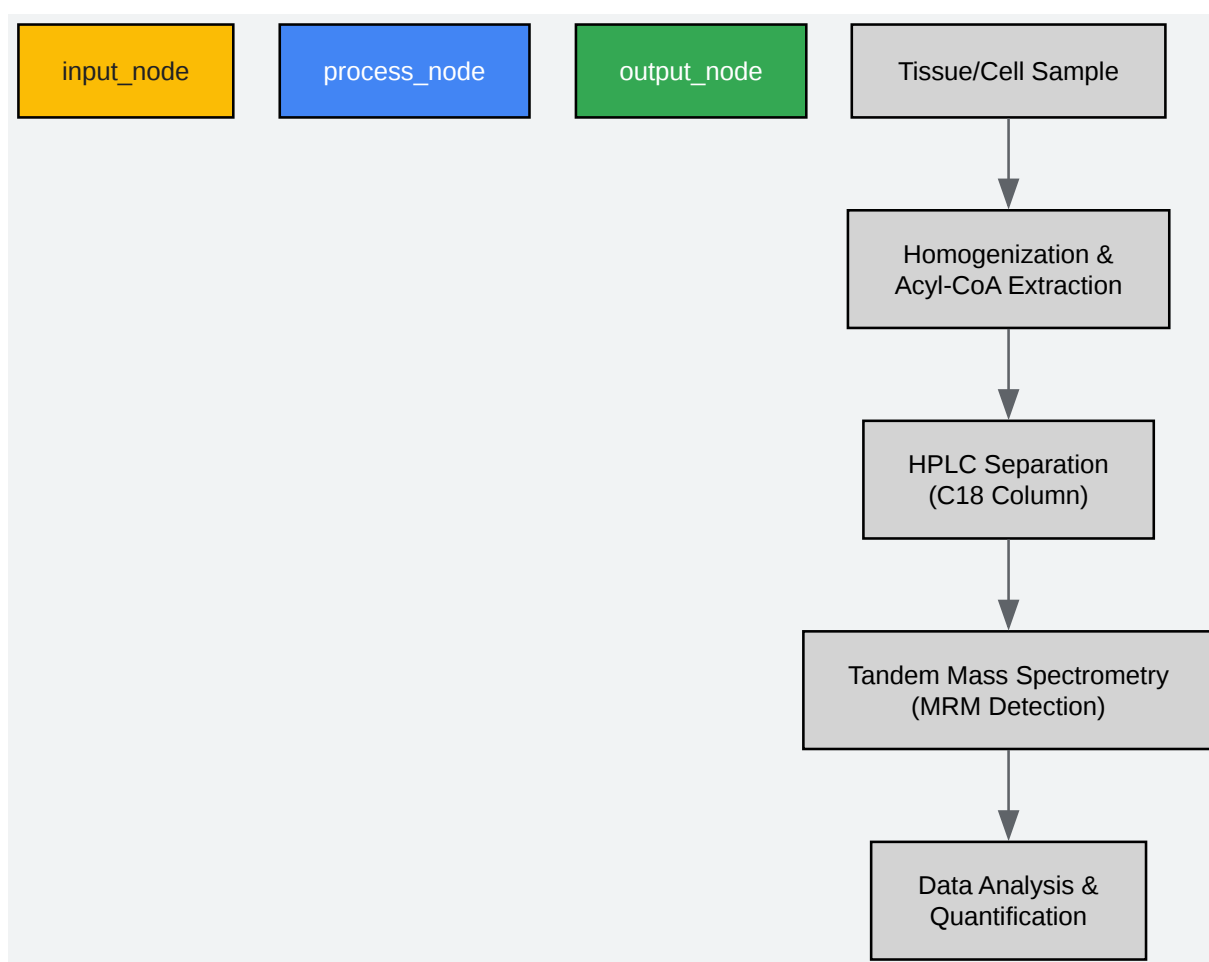 input_node
process_node
output_node
Tissue/Cell Sample
Homogenization &
Acyl-CoA Extraction
HPLC Separation
(C18 Column)
Tandem Mass Spectrometry
(MRM Detection)
Data Analysis &
Quantification